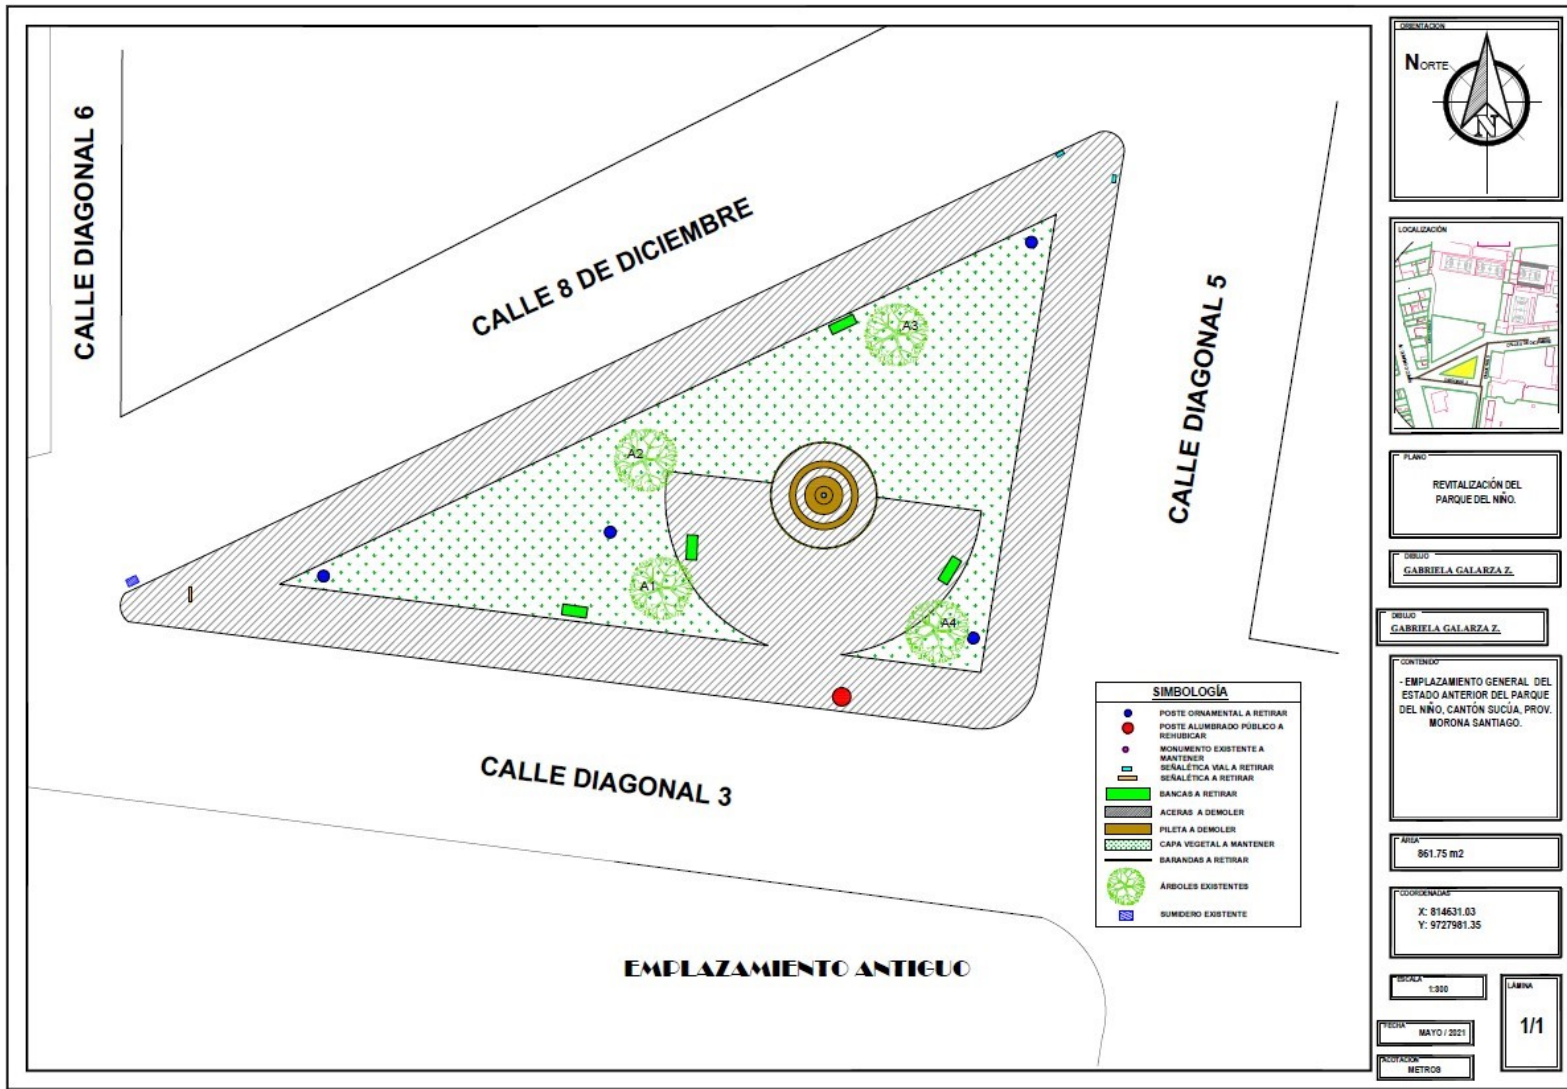 CALLE DIAGONAL 6
CALLE 8 DE DICIEMBRE
CALLE DIAGONAL 5
CALLE DIAGONAL 3
A3
A2
A1
A4
EMPLAZAMIENTO ANTIGUO
SIMBOLOGÍA
POSTE ORNAMENTAL A RETIRAR
POSTE ALUMBRADO PÚBLICO A
REHUBICAR
MONUMENTO EXISTENTE A
MANTENER
SEÑALÉTICA VIAL A RETIRAR
SEÑALÉTICA A RETIRAR
BANCAS A RETIRAR
ACERAS A DEMOLER
PILETA A DEMOLER
CAPA VEGETAL A MANTENER
BARANDAS A RETIRAR
ÁRBOLES EXISTENTES
SUMIDERO EXISTENTE
ORIENTACION
NORTE
N
LOCALIZACIÓN
PLANO
REVITALIZACIÓN DEL
PARQUE DEL NIÑO.
DIBUJO
GABRIELA GALARZA Z.
DIBUJO
GABRIELA GALARZA Z.
CONTENIDO
- EMPLAZAMIENTO GENERAL DEL
ESTADO ANTERIOR DEL PARQUE
DEL NIÑO, CANTÓN SUCÚA, PROV.
MORONA SANTIAGO.
ÁREA
861.75 m2
COORDENADAS
X: 814631.03
Y: 9727981.35
ESCALA
1:300
LÁMINA
1/1
FECHA
MAYO / 2021
ACOTACION
METROS